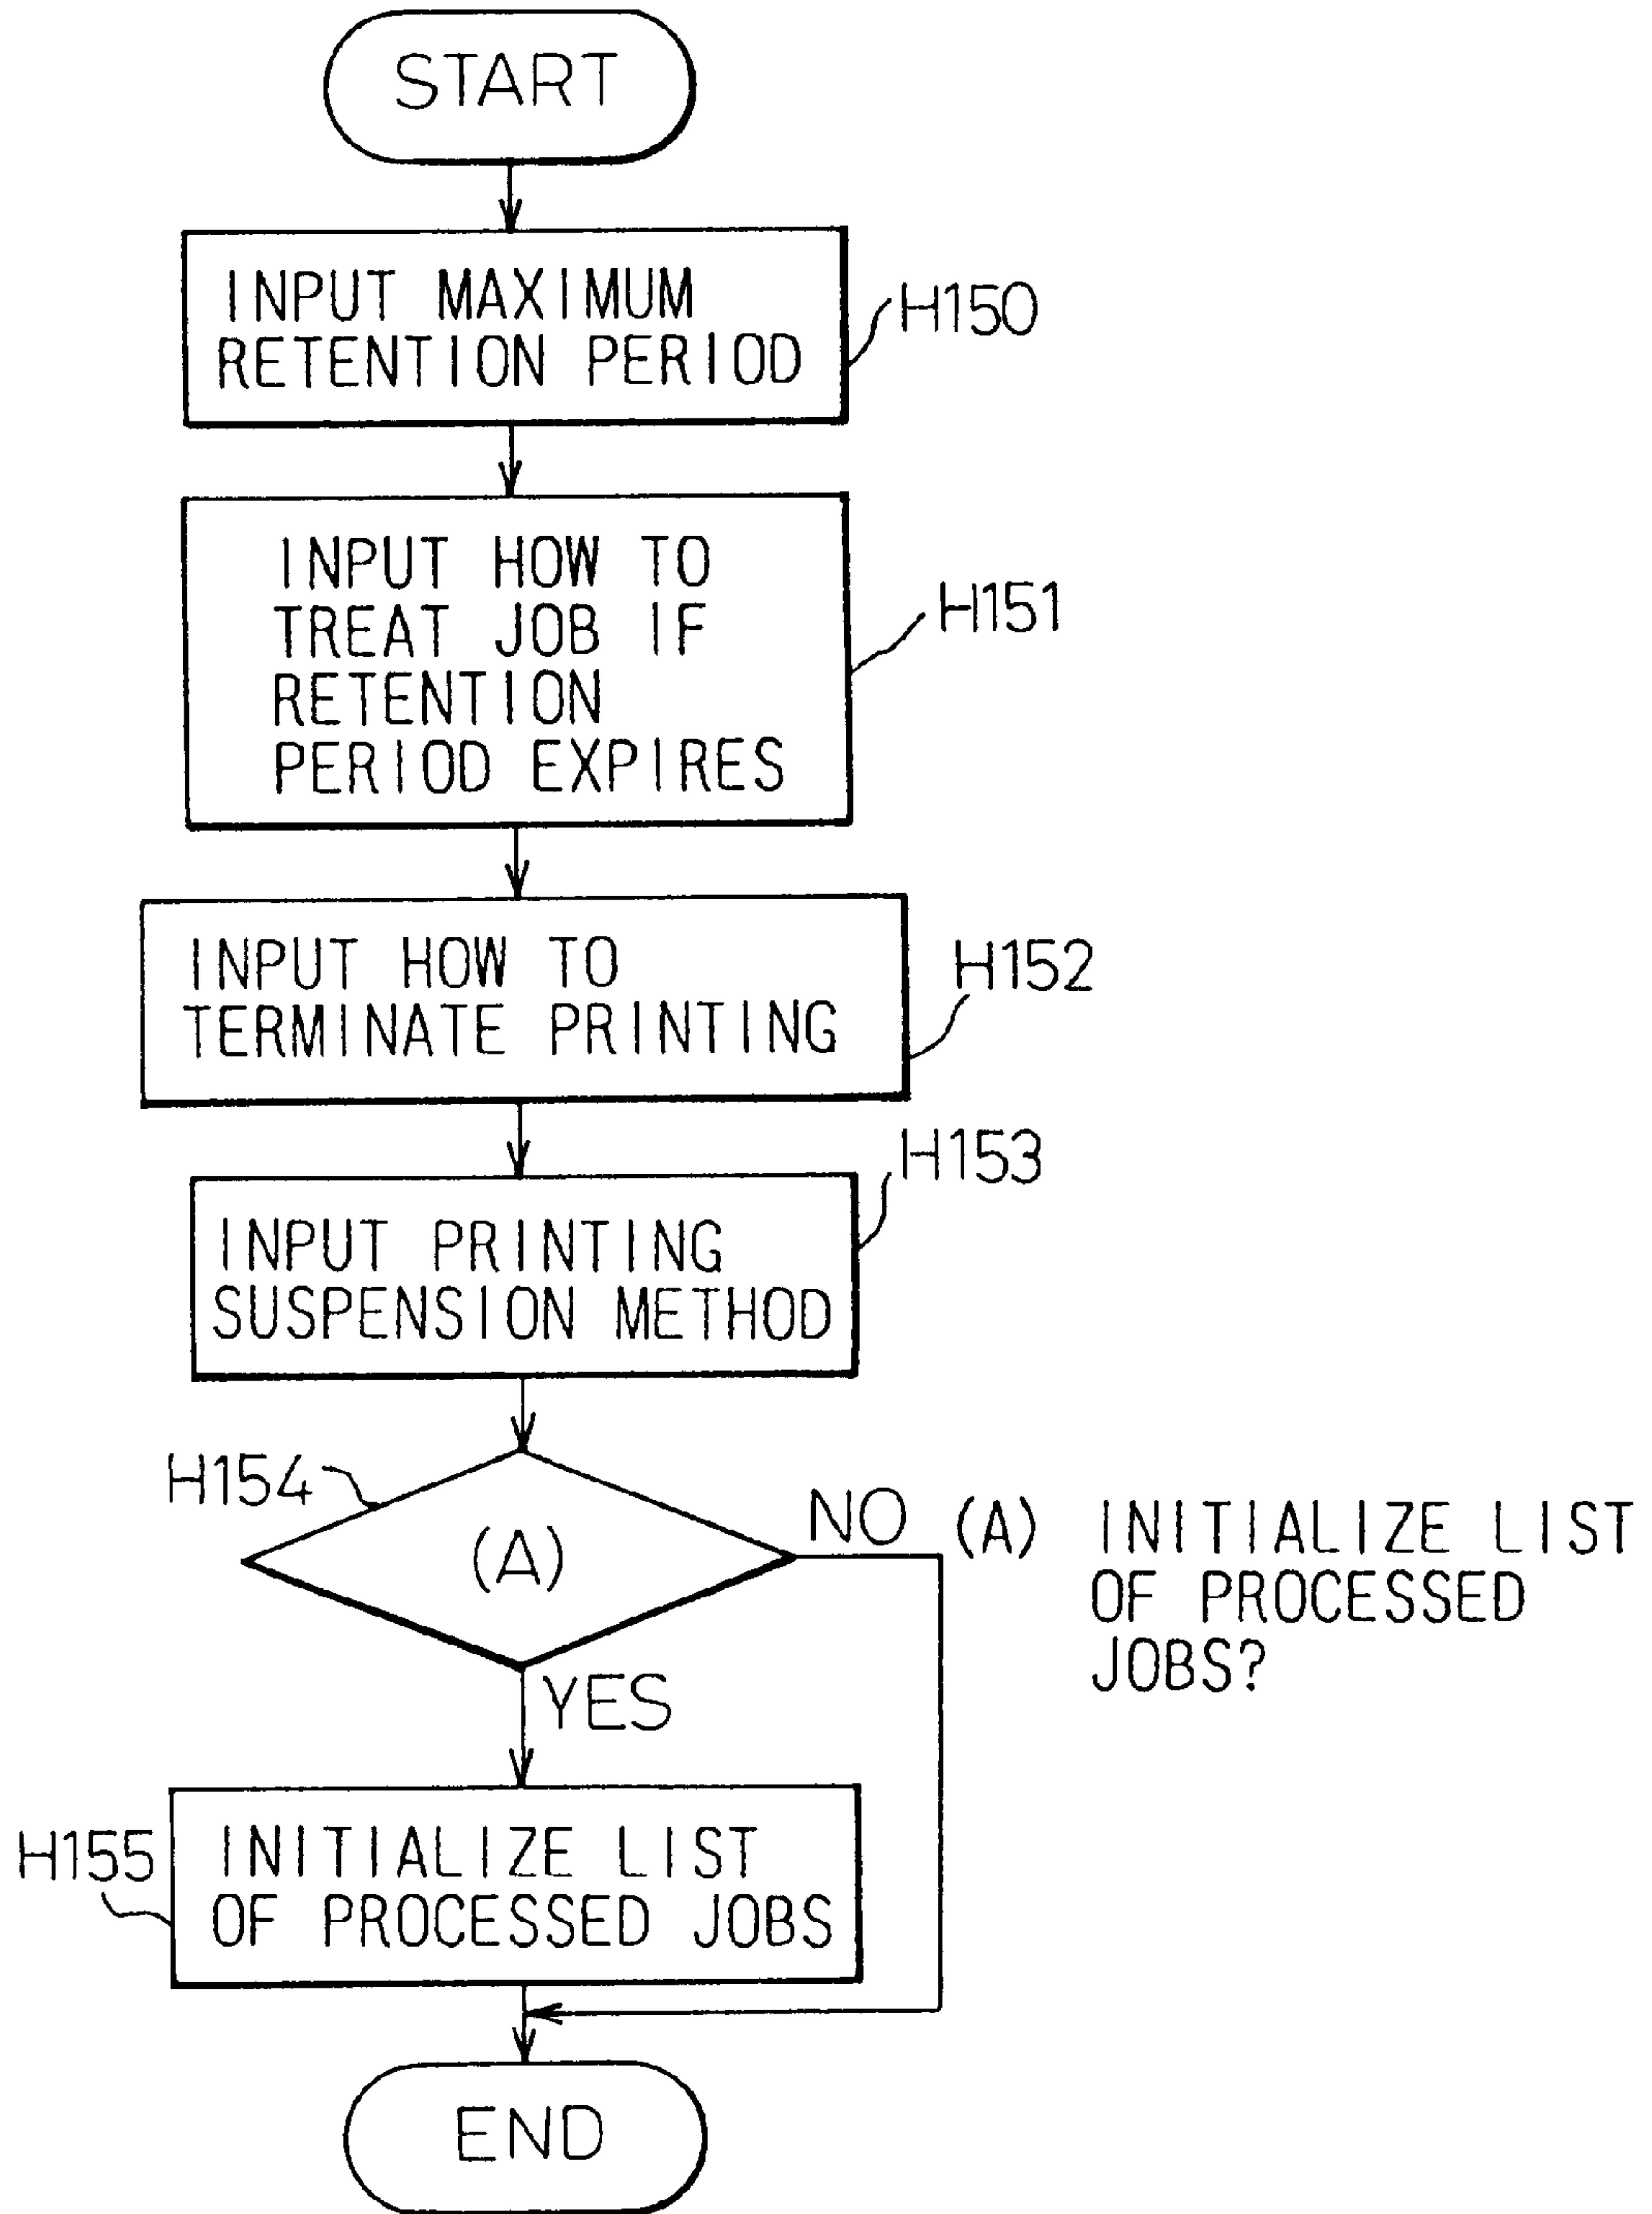 START
INPUT MAXIMUM
RETENTION PERIOD
H150
INPUT HOW TO
TREAT JOB IF
RETENTION
PERIOD EXPIRES
H151
INPUT HOW TO
TERMINATE PRINTING
H152
INPUT PRINTING
SUSPENSION METHOD
H153
H154
(A)
NO
(A) INITIALIZE LIST
OF PROCESSED
JOBS?
YES
INITIALIZE LIST
OF PROCESSED JOBS
H155
END